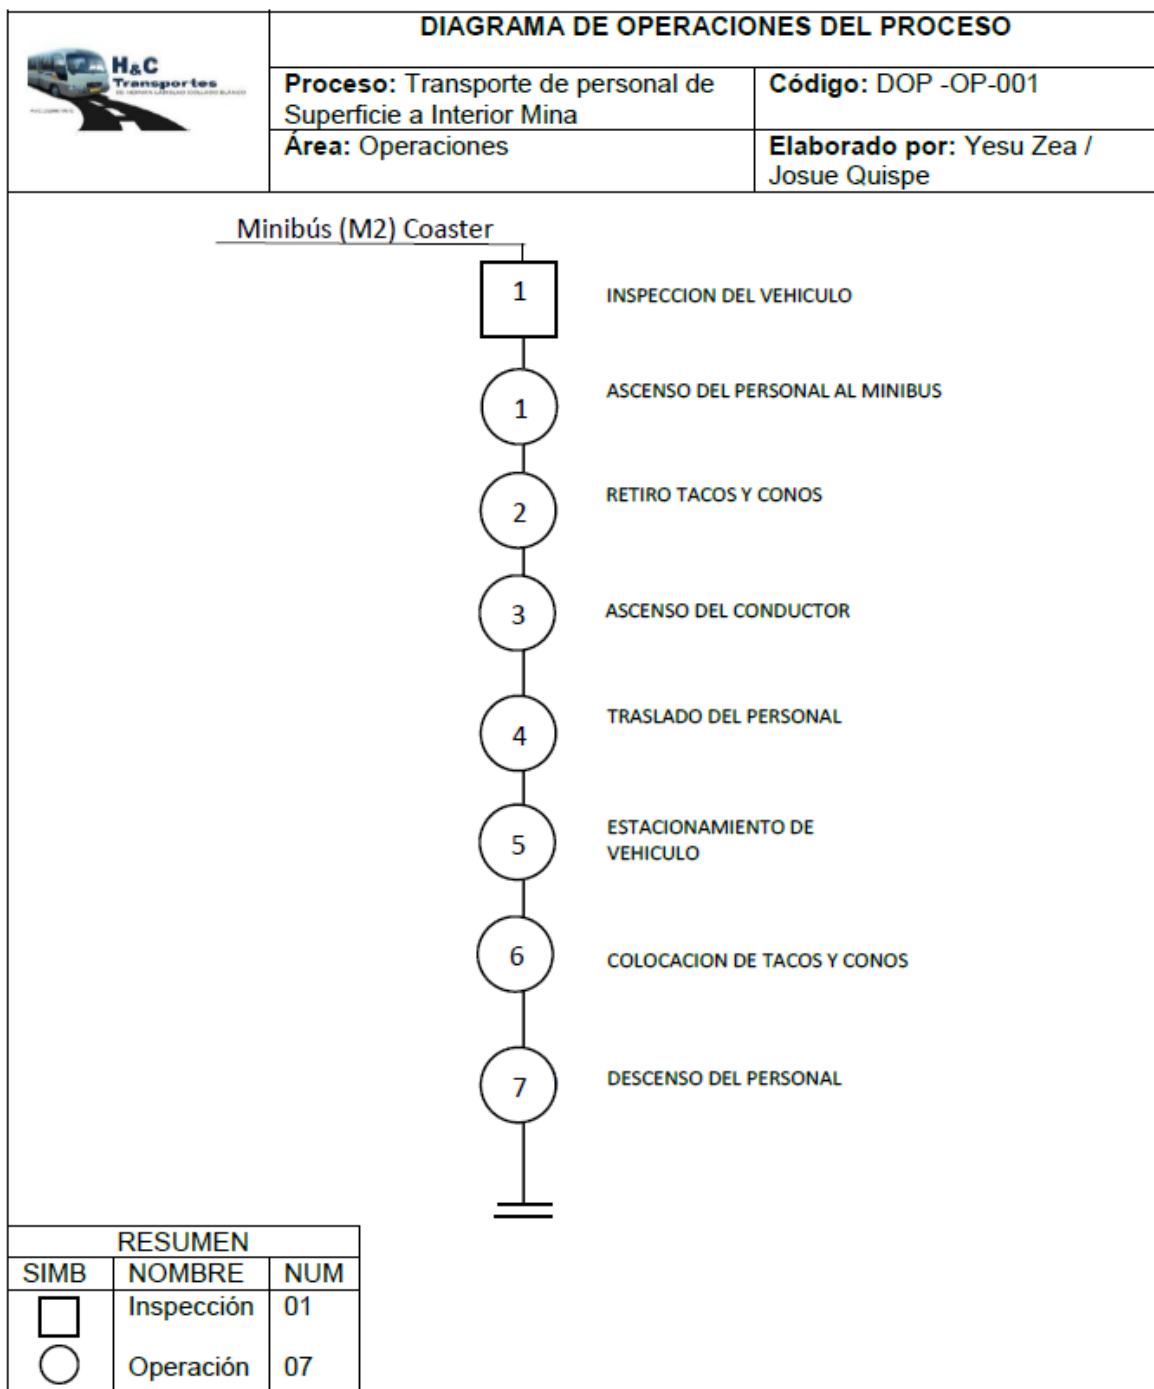 H&C
Transportes
DIAGRAMA DE OPERACIONES DEL PROCESO
Proceso: Transporte de personal de
Superficie a Interior Mina
Código: DOP -OP-001
Área: Operaciones
Elaborado por: Yesu Zea /
Josue Quispe
Minibús (M2) Coaster
1
INSPECCION DEL VEHICULO
1
ASCENSO DEL PERSONAL AL MINIBUS
2
RETIRO TACOS Y CONOS
3
ASCENSO DEL CONDUCTOR
4
TRASLADO DEL PERSONAL
5
ESTACIONAMIENTO DE
VEHICULO
6
COLOCACION DE TACOS Y CONOS
7
DESCENSO DEL PERSONAL
RESUMEN
SIMB NOMBRE NUM
Inspección 01
Operación 07